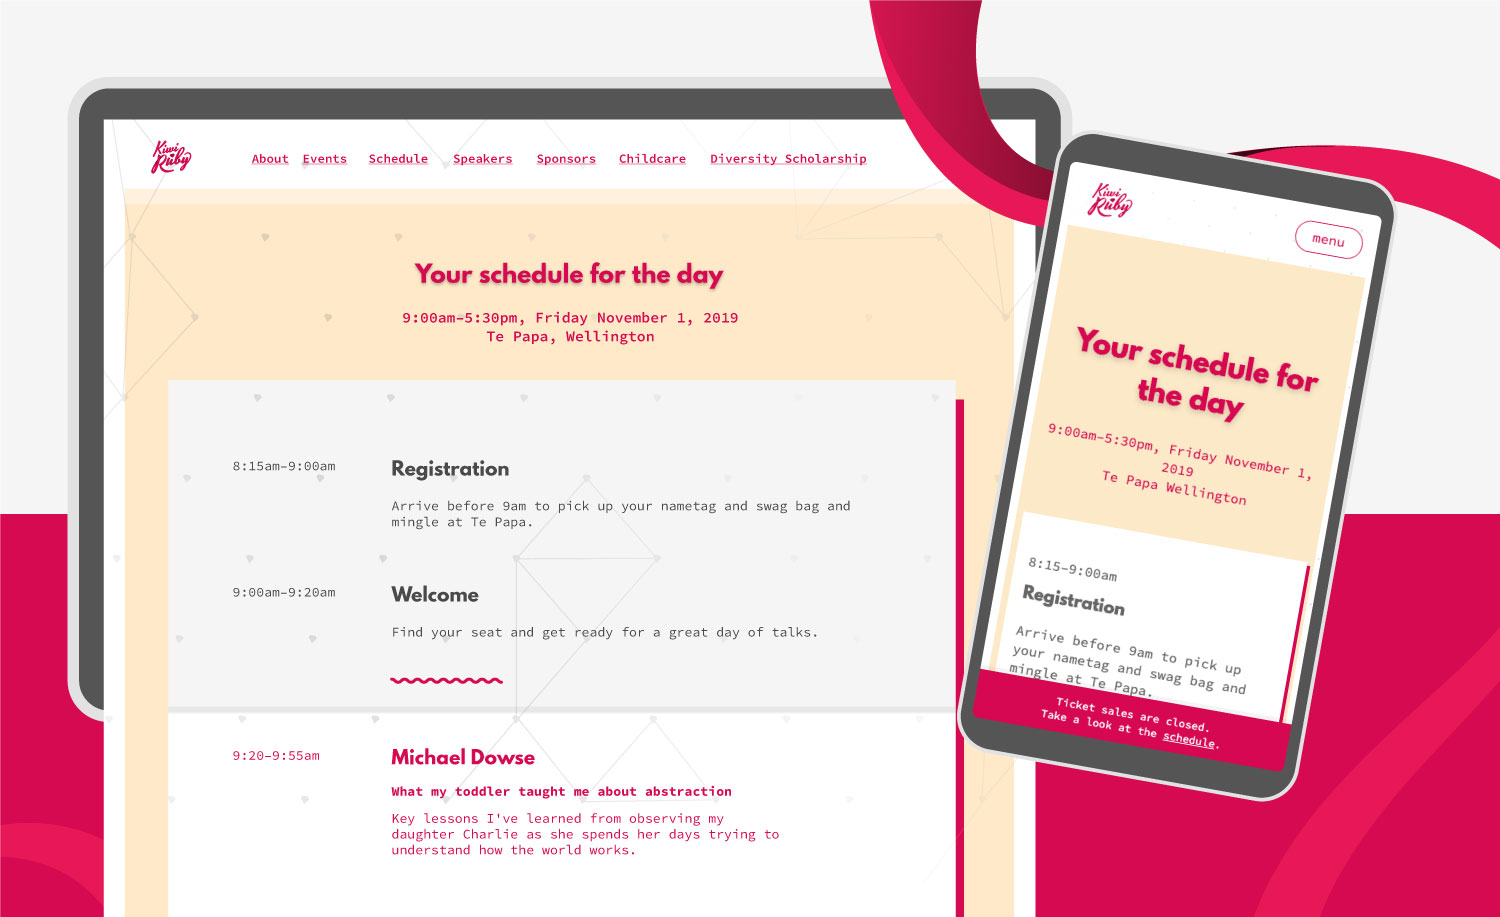 Kiwi
Ruby
About Events Schedule Speakers Sponsors Childcare Diversity Scholarship
Your schedule for the day
9:00am–5:30pm, Friday November 1, 2019
Te Papa, Wellington
8:15am–9:00am
Registration
Arrive before 9am to pick up your nametag and swag bag and
mingle at Te Papa.
9:00am–9:20am
Welcome
Find your seat and get ready for a great day of talks.
9:20–9:55am
Michael Dowse
What my toddler taught me about abstraction
Key lessons I've learned from observing my
daughter Charlie as she spends her days trying to
understand how the world works.
Kiwi
Ruby
menu
Your schedule for
the day
9:00am–5:30pm, Friday November 1,
2019
Te Papa Wellington
8:15–9:00am
Registration
Arrive before 9am to pick up
your nametag and swag bag and
mingle at Te Papa.
Ticket sales are closed.
Take a look at the schedule.